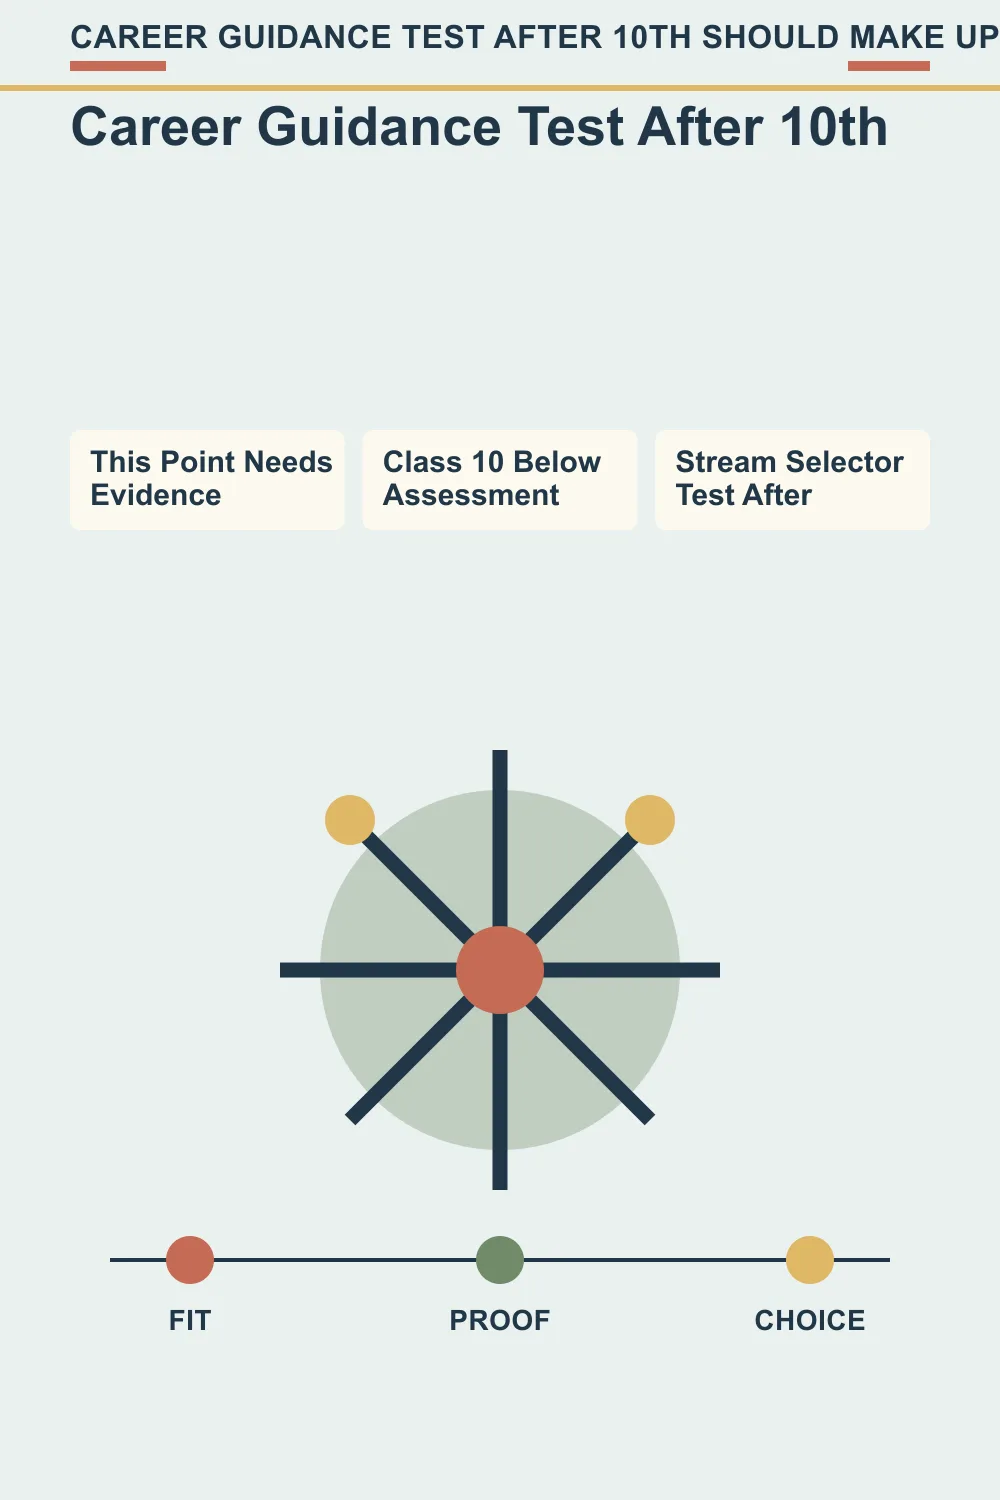 CAREER GUIDANCE TEST AFTER 10TH SHOULD MAKE UP
Career Guidance Test After 10th
This Point Needs
Evidence
Class 10 Below
Assessment
Stream Selector
Test After
FIT
PROOF
CHOICE